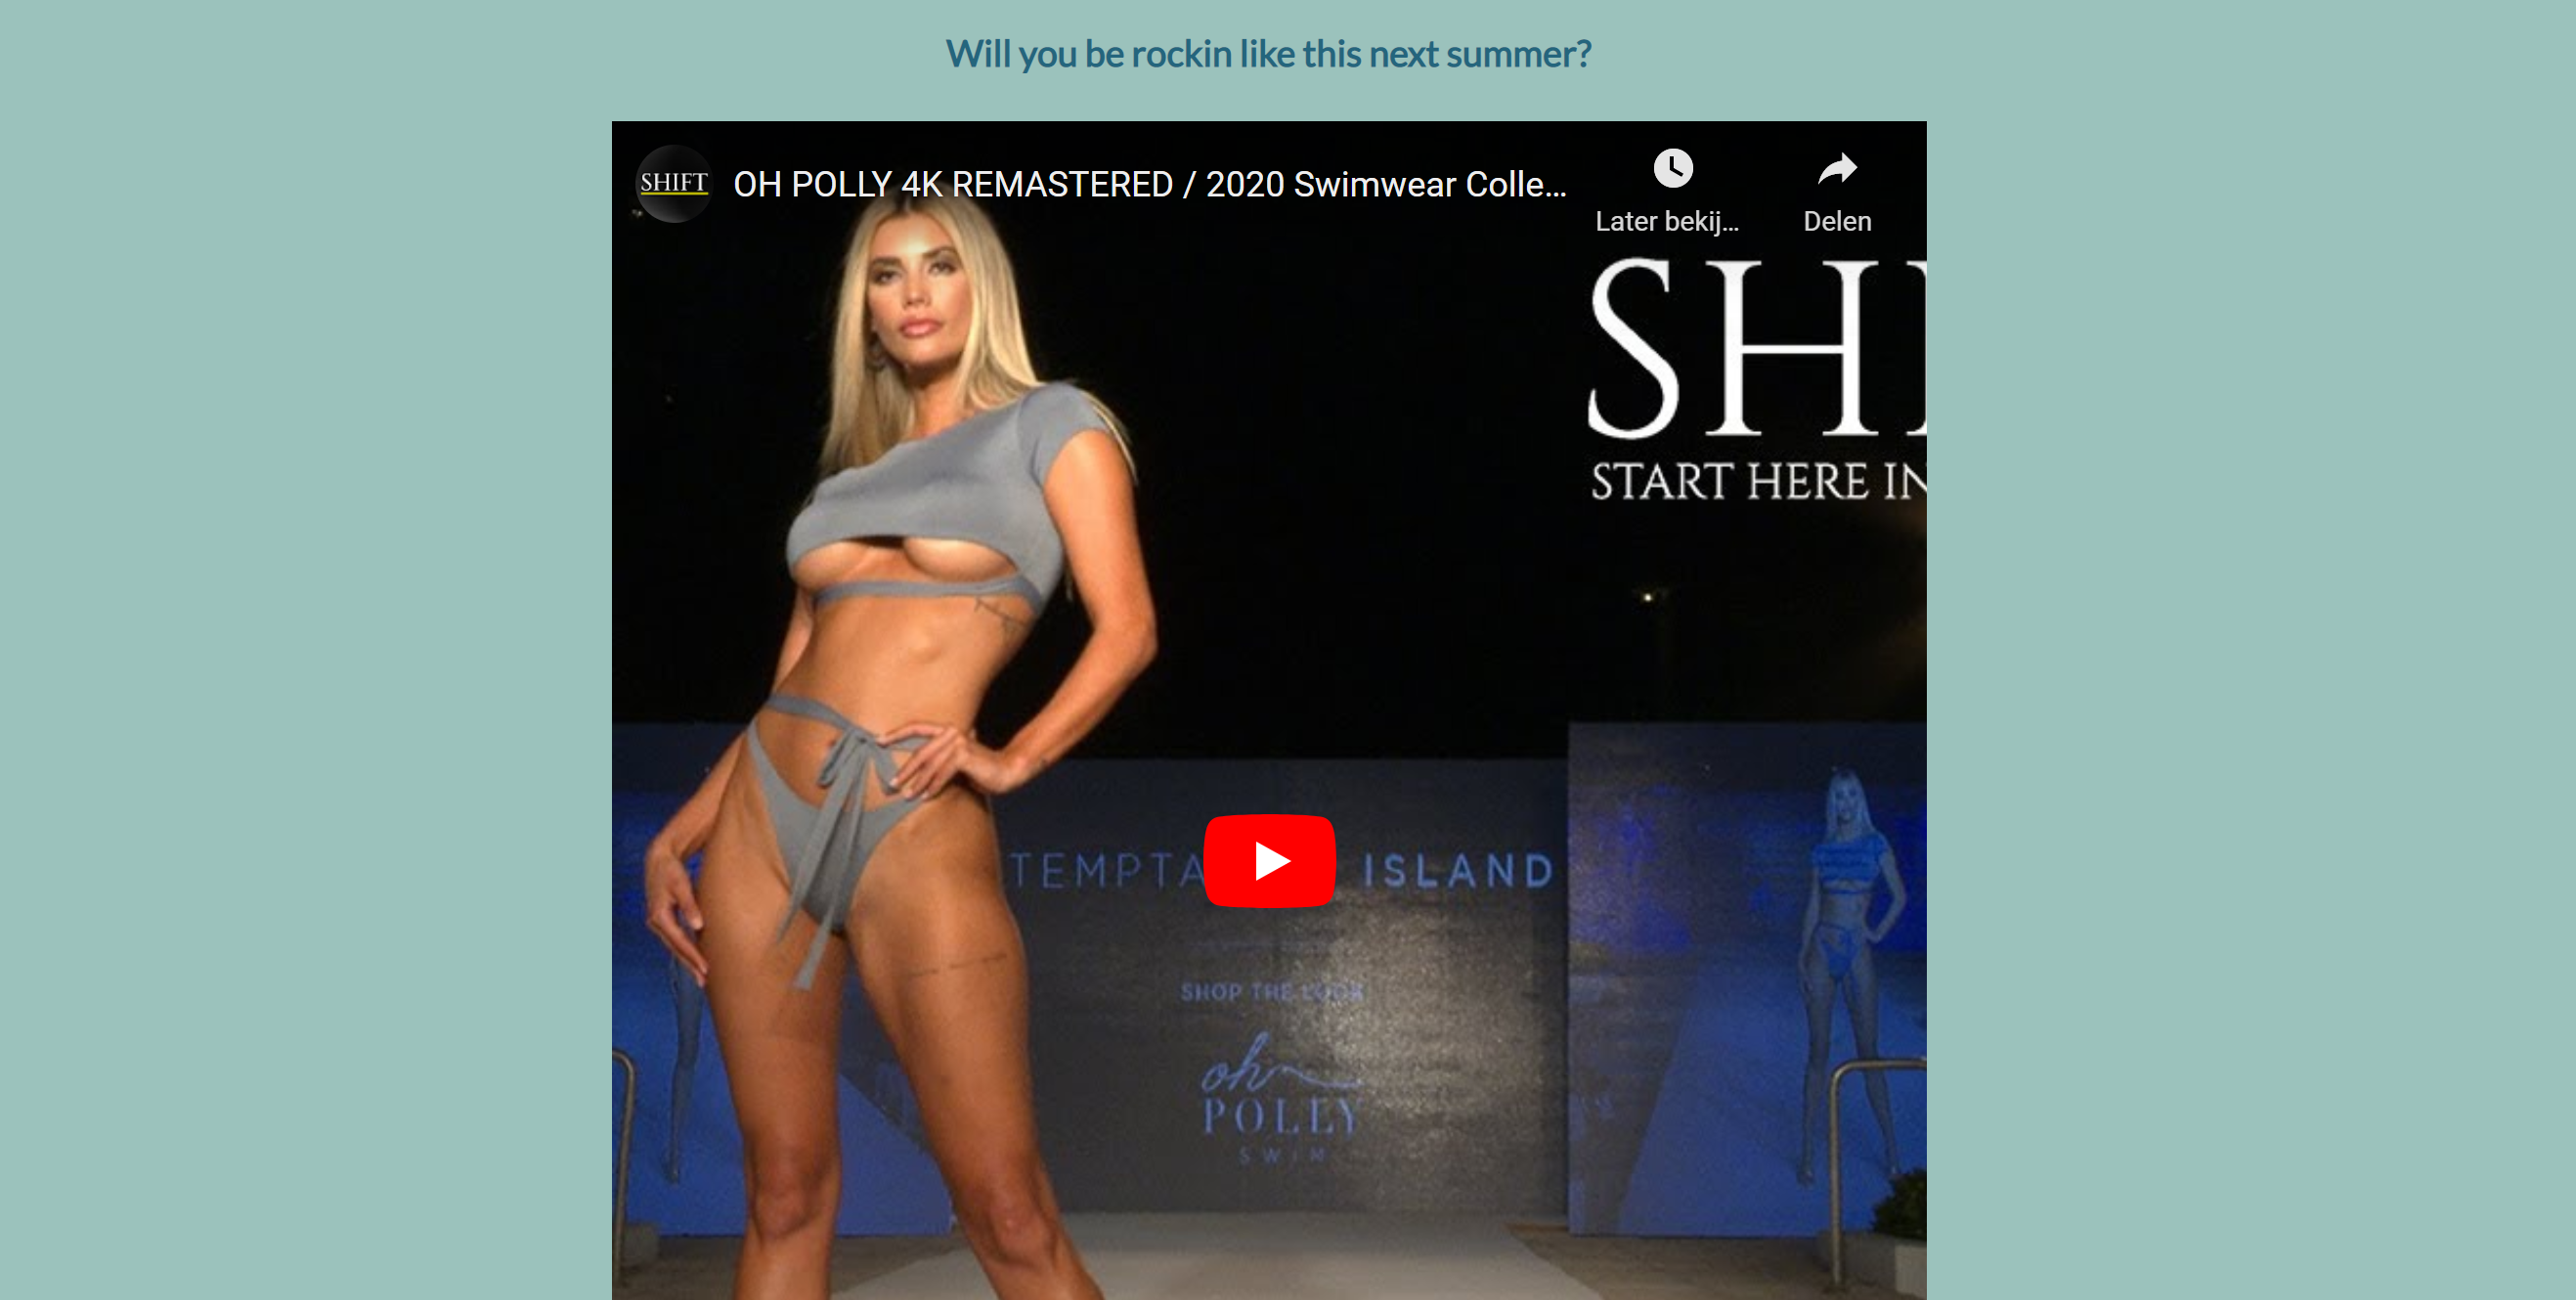 Will you be rockin like this next summer?
SHIFT
OH POLLY 4K REMASTERED / 2020 Swimwear Colle...
Later bekij...
Delen
SHI
START HERE IN
TEMPTA ISLAND
SHOP THE LOOK
oh
POLLY
SWIM